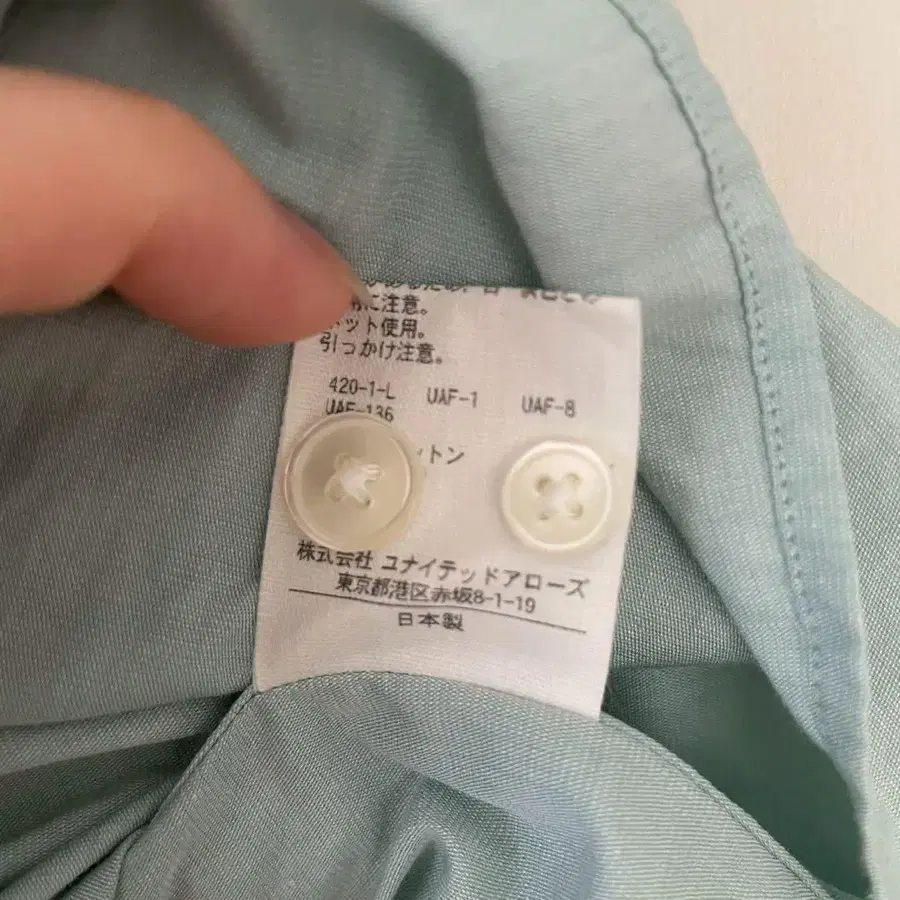 に注意。
ネット使用。
引っかけ注意。
420-1-L UAF-1 UAF-8
UAF-136
トン
株式会社 ユナイテッドアローズ
東京都港区赤坂8-1-19
日本製